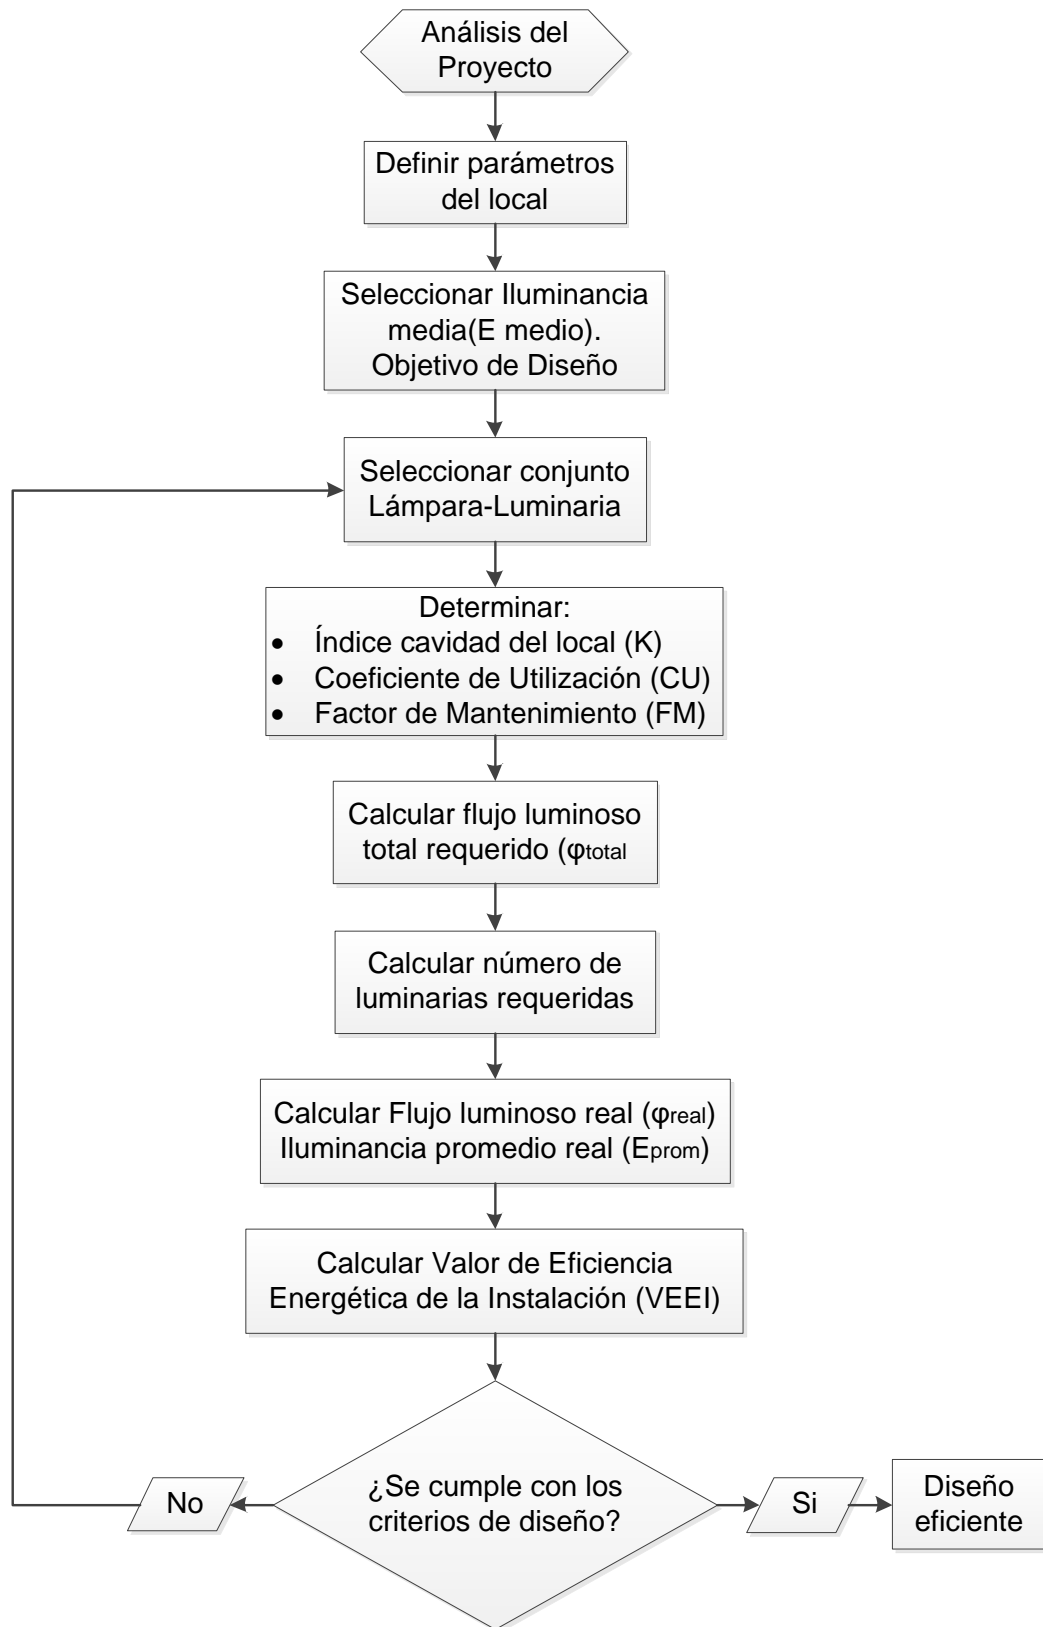 Análisis del
Proyecto
Definir parámetros
del local
Seleccionar Iluminancia
media(E medio).
Objetivo de Diseño
Seleccionar conjunto
Lámpara-Luminaria
Determinar:
• Índice cavidad del local (K)
• Coeficiente de Utilización (CU)
• Factor de Mantenimiento (FM)
Calcular flujo luminoso
total requerido (φtotal
Calcular número de
luminarias requeridas
Calcular Flujo luminoso real (φreal)
Iluminancia promedio real (Eprom)
Calcular Valor de Eficiencia
Energética de la Instalación (VEEI)
¿Se cumple con los
criterios de diseño?
No
Si
Diseño
eficiente